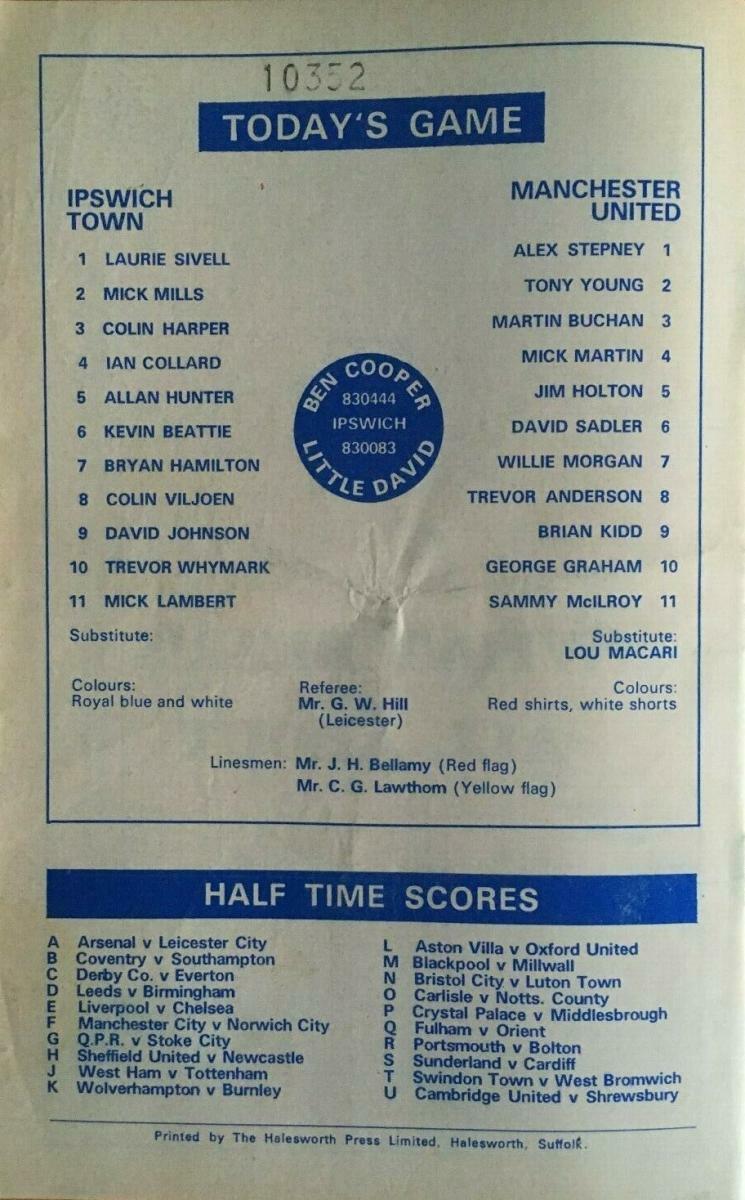 10352
TODAY'S GAME
IPSWICH
TOWN
1 LAURIE SIVELL
2 MICK MILLS
3 COLIN HARPER
4 IAN COLLARD
5 ALLAN HUNTER
6 KEVIN BEATTIE
7 BRYAN HAMILTON
8 COLIN VILJOEN
9 DAVID JOHNSON
10 TREVOR WHYMARK
11 MICK LAMBERT
Substitute:
Colours:
Royal blue and white
BEN COOPER
830444
IPSWICH
830083
LITTLE DAVID
MANCHESTER
UNITED
ALEX STEPNEY 1
TONY YOUNG 2
MARTIN BUCHAN 3
MICK MARTIN 4
JIM HOLTON 5
DAVID SADLER 6
WILLIE MORGAN 7
TREVOR ANDERSON 8
BRIAN KIDD 9
GEORGE GRAHAM 10
SAMMY McILROY 11
Substitute:
LOU MACARI
Colours:
Red shirts, white shorts
Referee:
Mr. G. W. Hill
(Leicester)
Linesmen: Mr. J. H. Bellamy (Red flag)
Mr. C. G. Lawthom (Yellow flag)
HALF TIME SCORES
A Arsenal v Leicester City
B Coventry v Southampton
C Derby Co. v Everton
D Leeds v Birmingham
E Liverpool v Chelsea
F Manchester City v Norwich City
G Q.P.R. v Stoke City
H Sheffield United v Newcastle
J West Ham v Tottenham
K Wolverhampton v Burnley
L Aston Villa v Oxford United
M Blackpool v Millwall
N Bristol City v Luton Town
O Carlisle v Notts. County
P Crystal Palace v Middlesbrough
Q Fulham v Orient
R Portsmouth v Bolton
S Sunderland v Cardiff
T Swindon Town v West Bromwich
U Cambridge United v Shrewsbury
Printed by The Halesworth Press Limited, Halesworth, Suffolk.